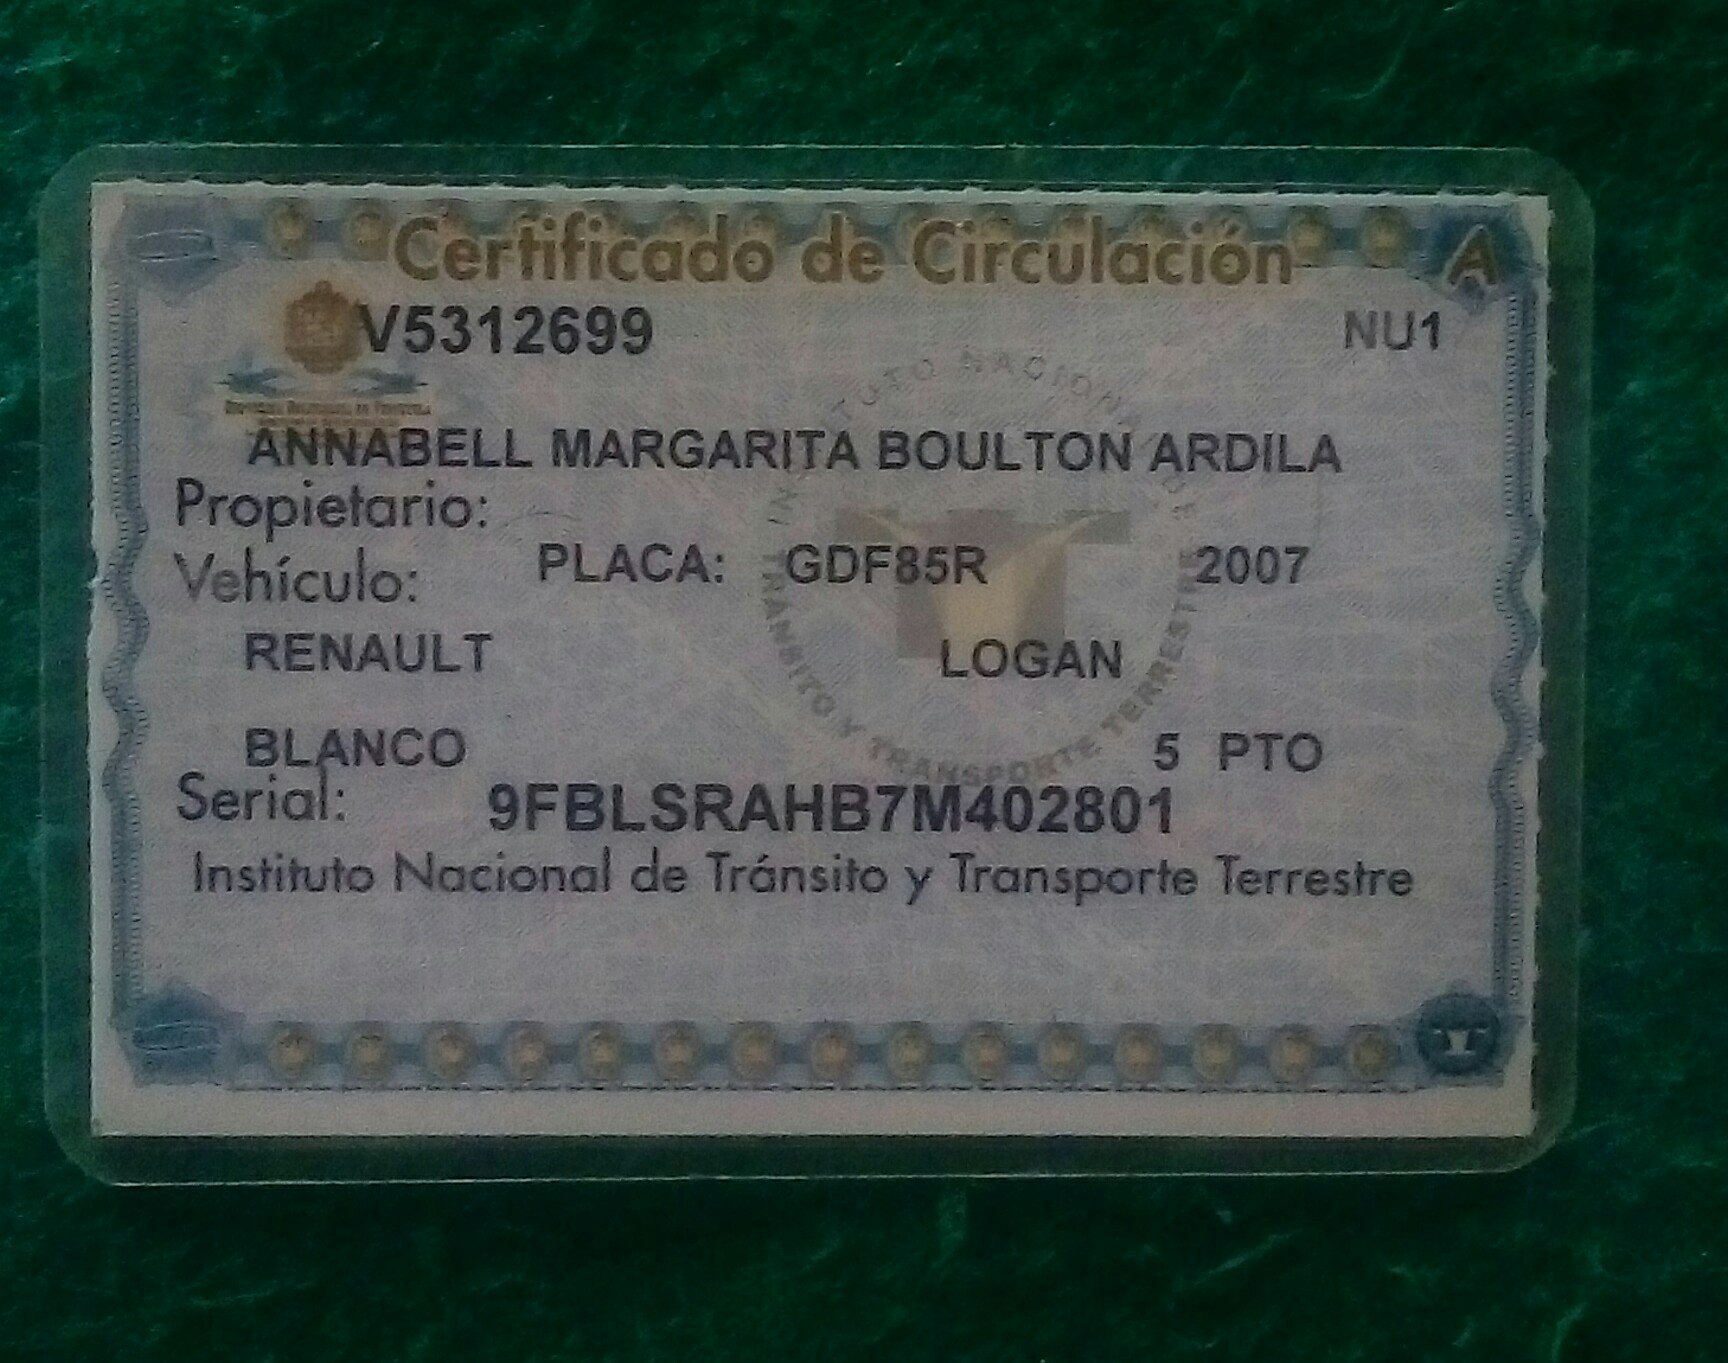 Certificado de Circulación
A
V5312699 NU1
ANNABELL MARGARITA BOULTON ARDILA
Propietario:
Vehículo: PLACA: GDF85R 2007
RENAULT LOGAN
BLANCO 5 PTO
Serial: 9FBLSRAHB7M402801
Instituto Nacional de Tránsito y Transporte Terrestre
INSTITUTO NACIONAL DE
TRÁNSITO Y TRANSPORTE TERRESTRE
T